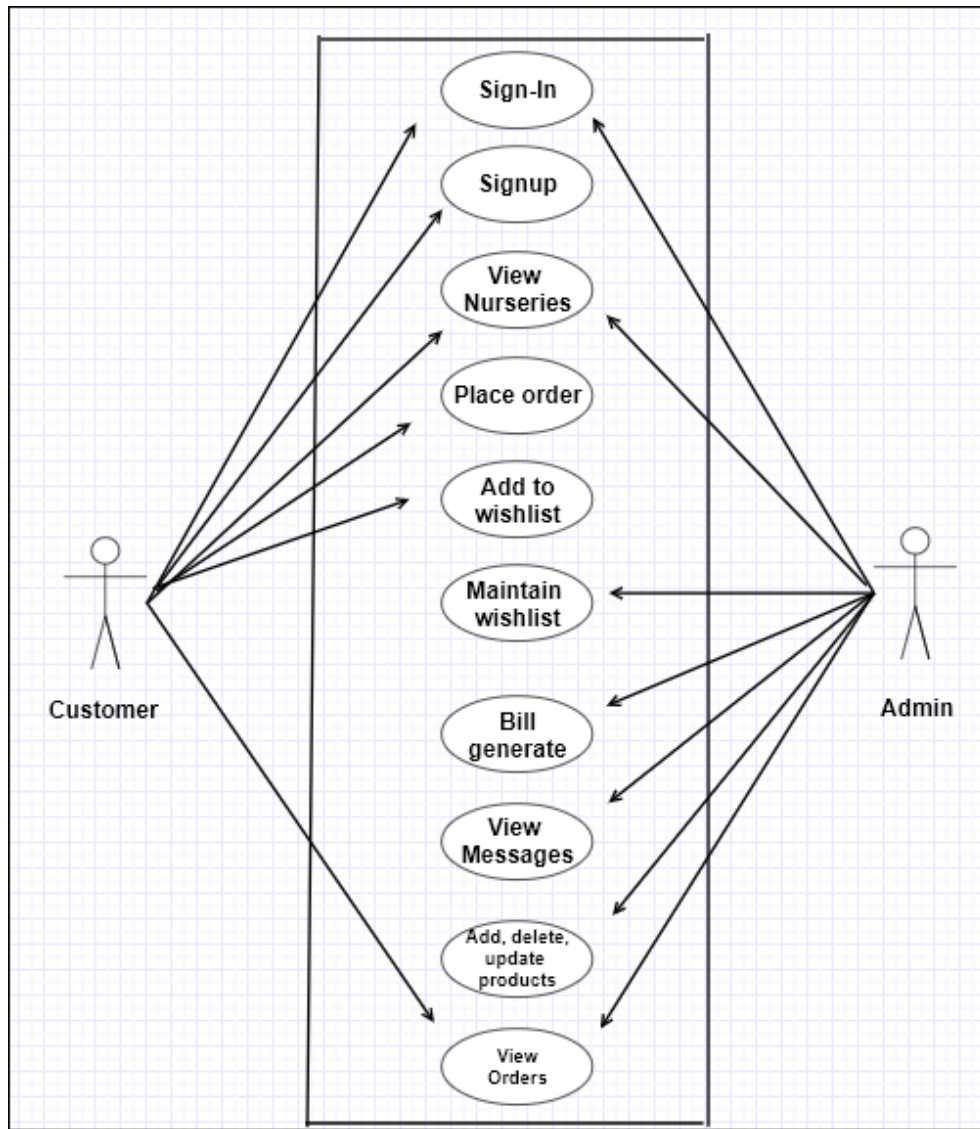 Sign-In
Signup
View
Nurseries
Place order
Add to
wishlist
Maintain
wishlist
Customer
Admin
Bill
generate
View
Messages
Add, delete,
update
products
View
Orders